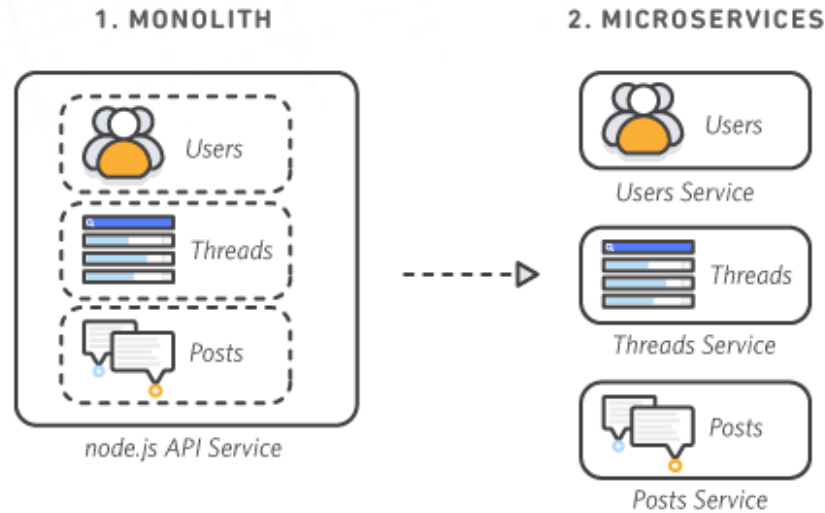 1. MONOLITH
Users
Threads
Posts
node.js API Service
2. MICROSERVICES
Users
Users Service
Threads
Threads Service
Posts
Posts Service